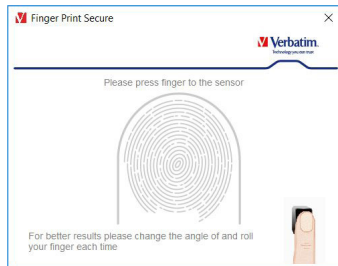 Finger Print Secure
Verbatim.
Technology you can trust
Please press finger to the sensor
For better results please change the angle of and roll
your finger each time